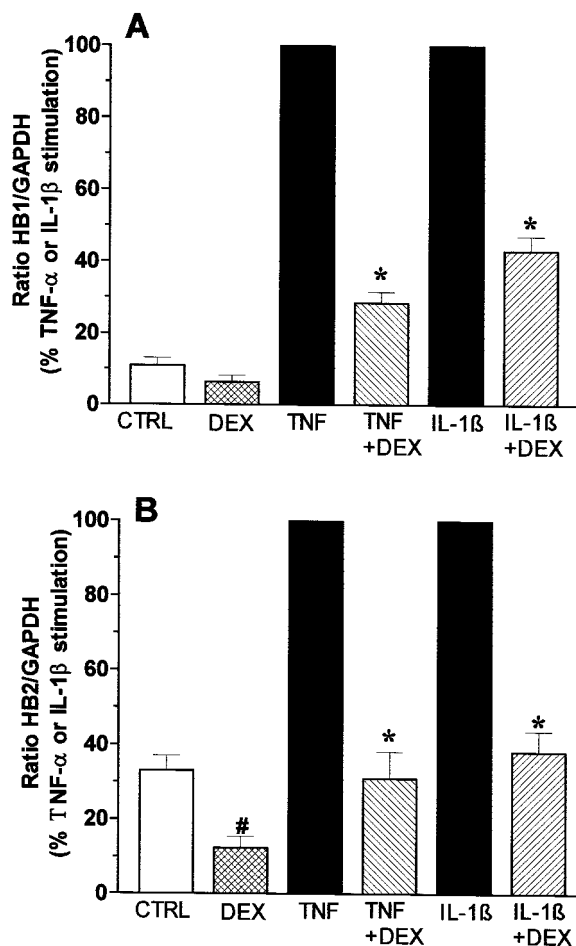 A
Ratio HB1/GAPDH
(% TNF-α or IL-1β stimulation)
100
80
60
40
20
0
*
*
CTRL DEX TNF TNF IL-1ß IL-1ß
+DEX +DEX
B
Ratio HB2/GAPDH
(% TNF-α or IL-1β stimulation)
100
80
60
40
20
0
#
*
*
CTRL DEX TNF TNF IL-1ß IL-1ß
+DEX +DEX